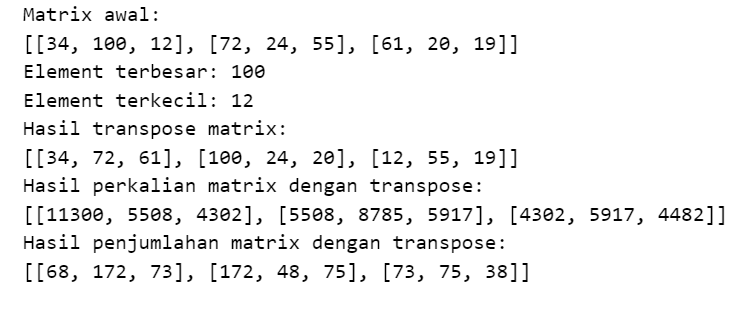 Matrix awal:
[[34, 100, 12], [72, 24, 55], [61, 20, 19]]
Element terbesar: 100
Element terkecil: 12
Hasil transpose matrix:
[[34, 72, 61], [100, 24, 20], [12, 55, 19]]
Hasil perkalian matrix dengan transpose:
[[11300, 5508, 4302], [5508, 8785, 5917], [4302, 5917, 4482]]
Hasil penjumlahan matrix dengan transpose:
[[68, 172, 73], [172, 48, 75], [73, 75, 38]]